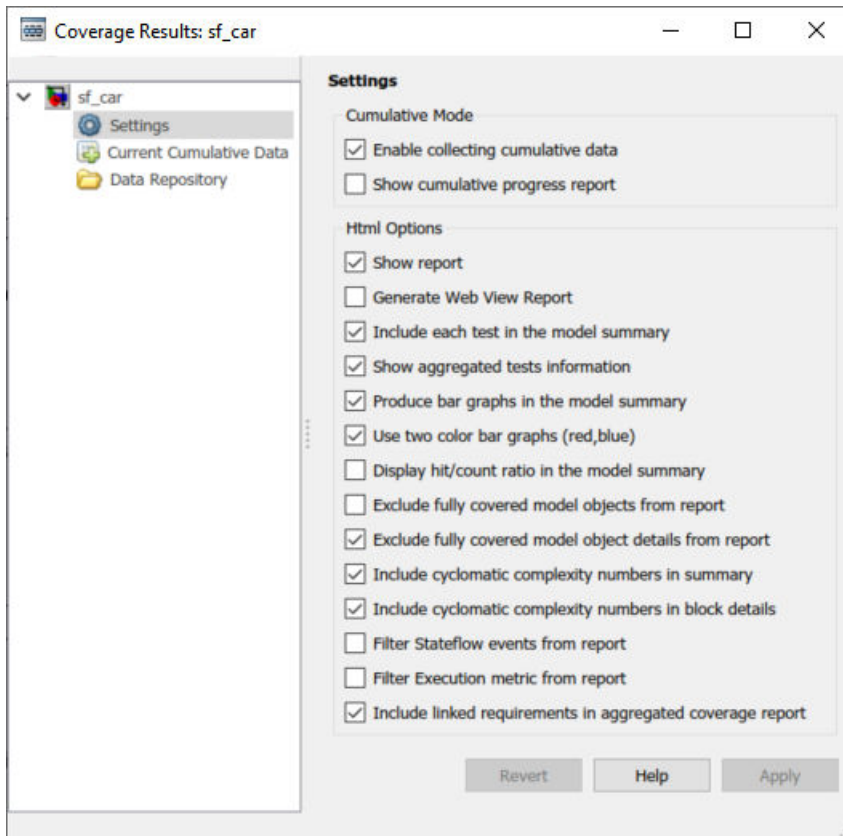 Coverage Results: sf_car
sf_car
Settings
Current Cumulative Data
Data Repository
Settings
Cumulative Mode
Enable collecting cumulative data
Show cumulative progress report
Html Options
Show report
Generate Web View Report
Include each test in the model summary
Show aggregated tests information
Produce bar graphs in the model summary
Use two color bar graphs (red,blue)
Display hit/count ratio in the model summary
Exclude fully covered model objects from report
Exclude fully covered model object details from report
Include cyclomatic complexity numbers in summary
Include cyclomatic complexity numbers in block details
Filter Stateflow events from report
Filter Execution metric from report
Include linked requirements in aggregated coverage report
Revert Help Apply